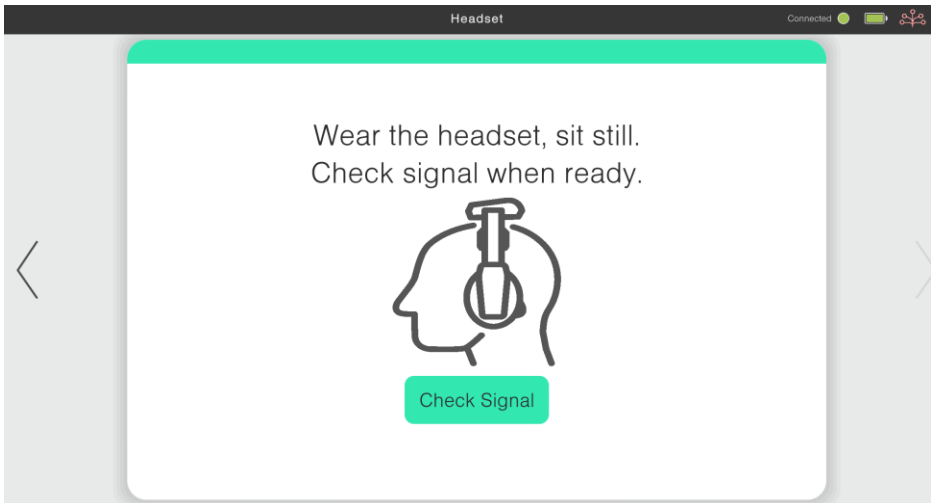 Headset
Connected
Wear the headset, sit still.
Check signal when ready.
Check Signal